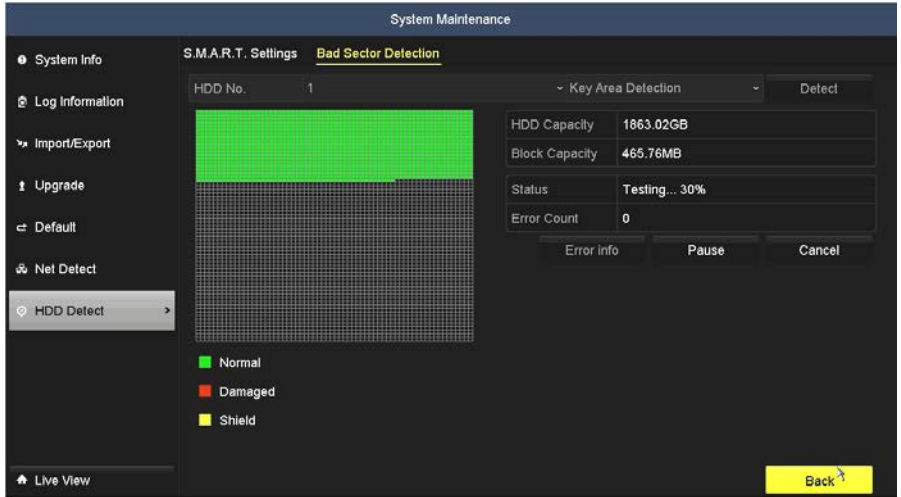 System Maintenance
System Info
Log Information
Import/Export
Upgrade
Default
Net Detect
HDD Detect
Live View
S.M.A.R.T. Settings Bad Sector Detection
HDD No. 1 Key Area Detection Detect
HDD Capacity 1863.02GB
Block Capacity 465.76MB
Status Testing... 30%
Error Count 0
Error info Pause Cancel
Normal
Damaged
Shield
Back